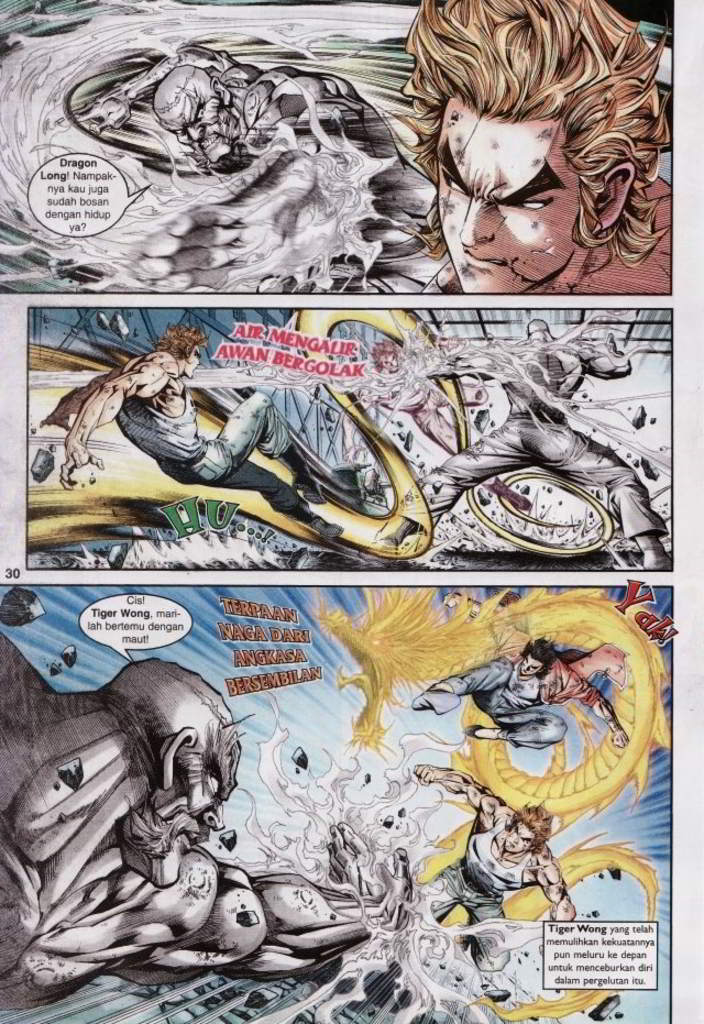 Dragon
Long! Nampak-
nya kau juga
sudah bosan
dengan hidup
ya?
AIR MENGALIR
AWAN BERGOLAK
HU...!
30
Cis!
Tiger Wong, mari-
lah bertemu dengan
maut!
TERPAAN
NAGA DARI
ANGKASA
BERSEMBILAN
Yak!
Tiger Wong yang telah
memulihkan kekuatannya
pun meluru ke depan
untuk menceburkan diri
dalam pergelutan itu.